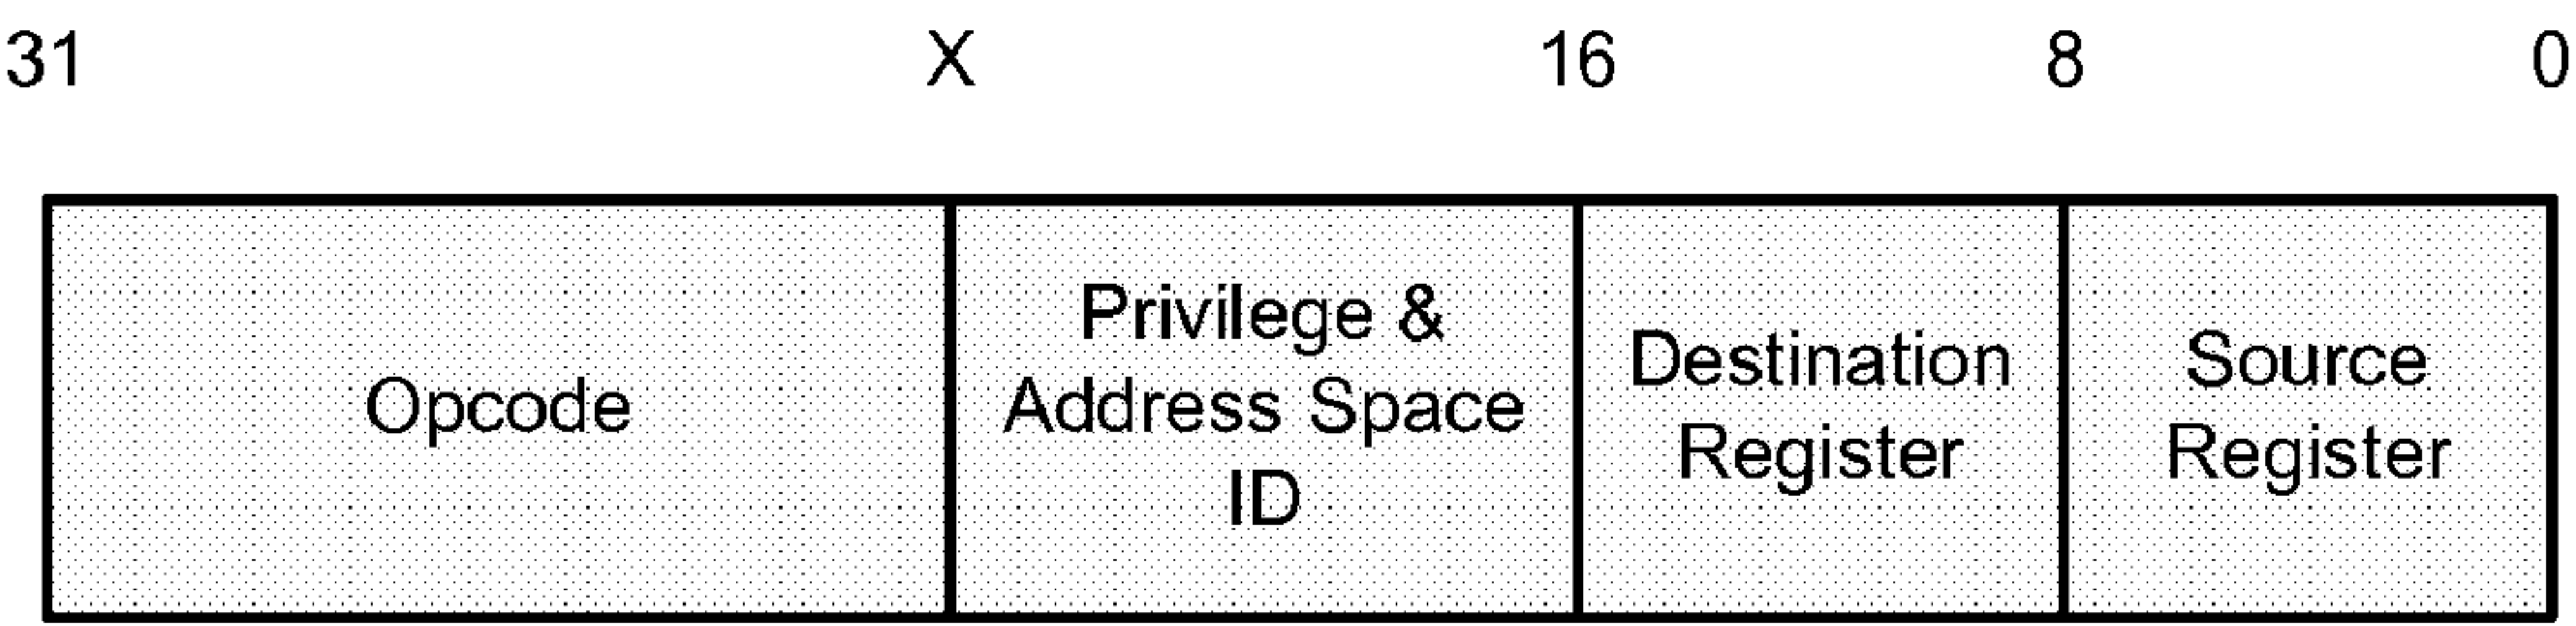 31 X 16 8 0
Opcode
Privilege &
Address Space
ID
Destination
Register
Source
Register